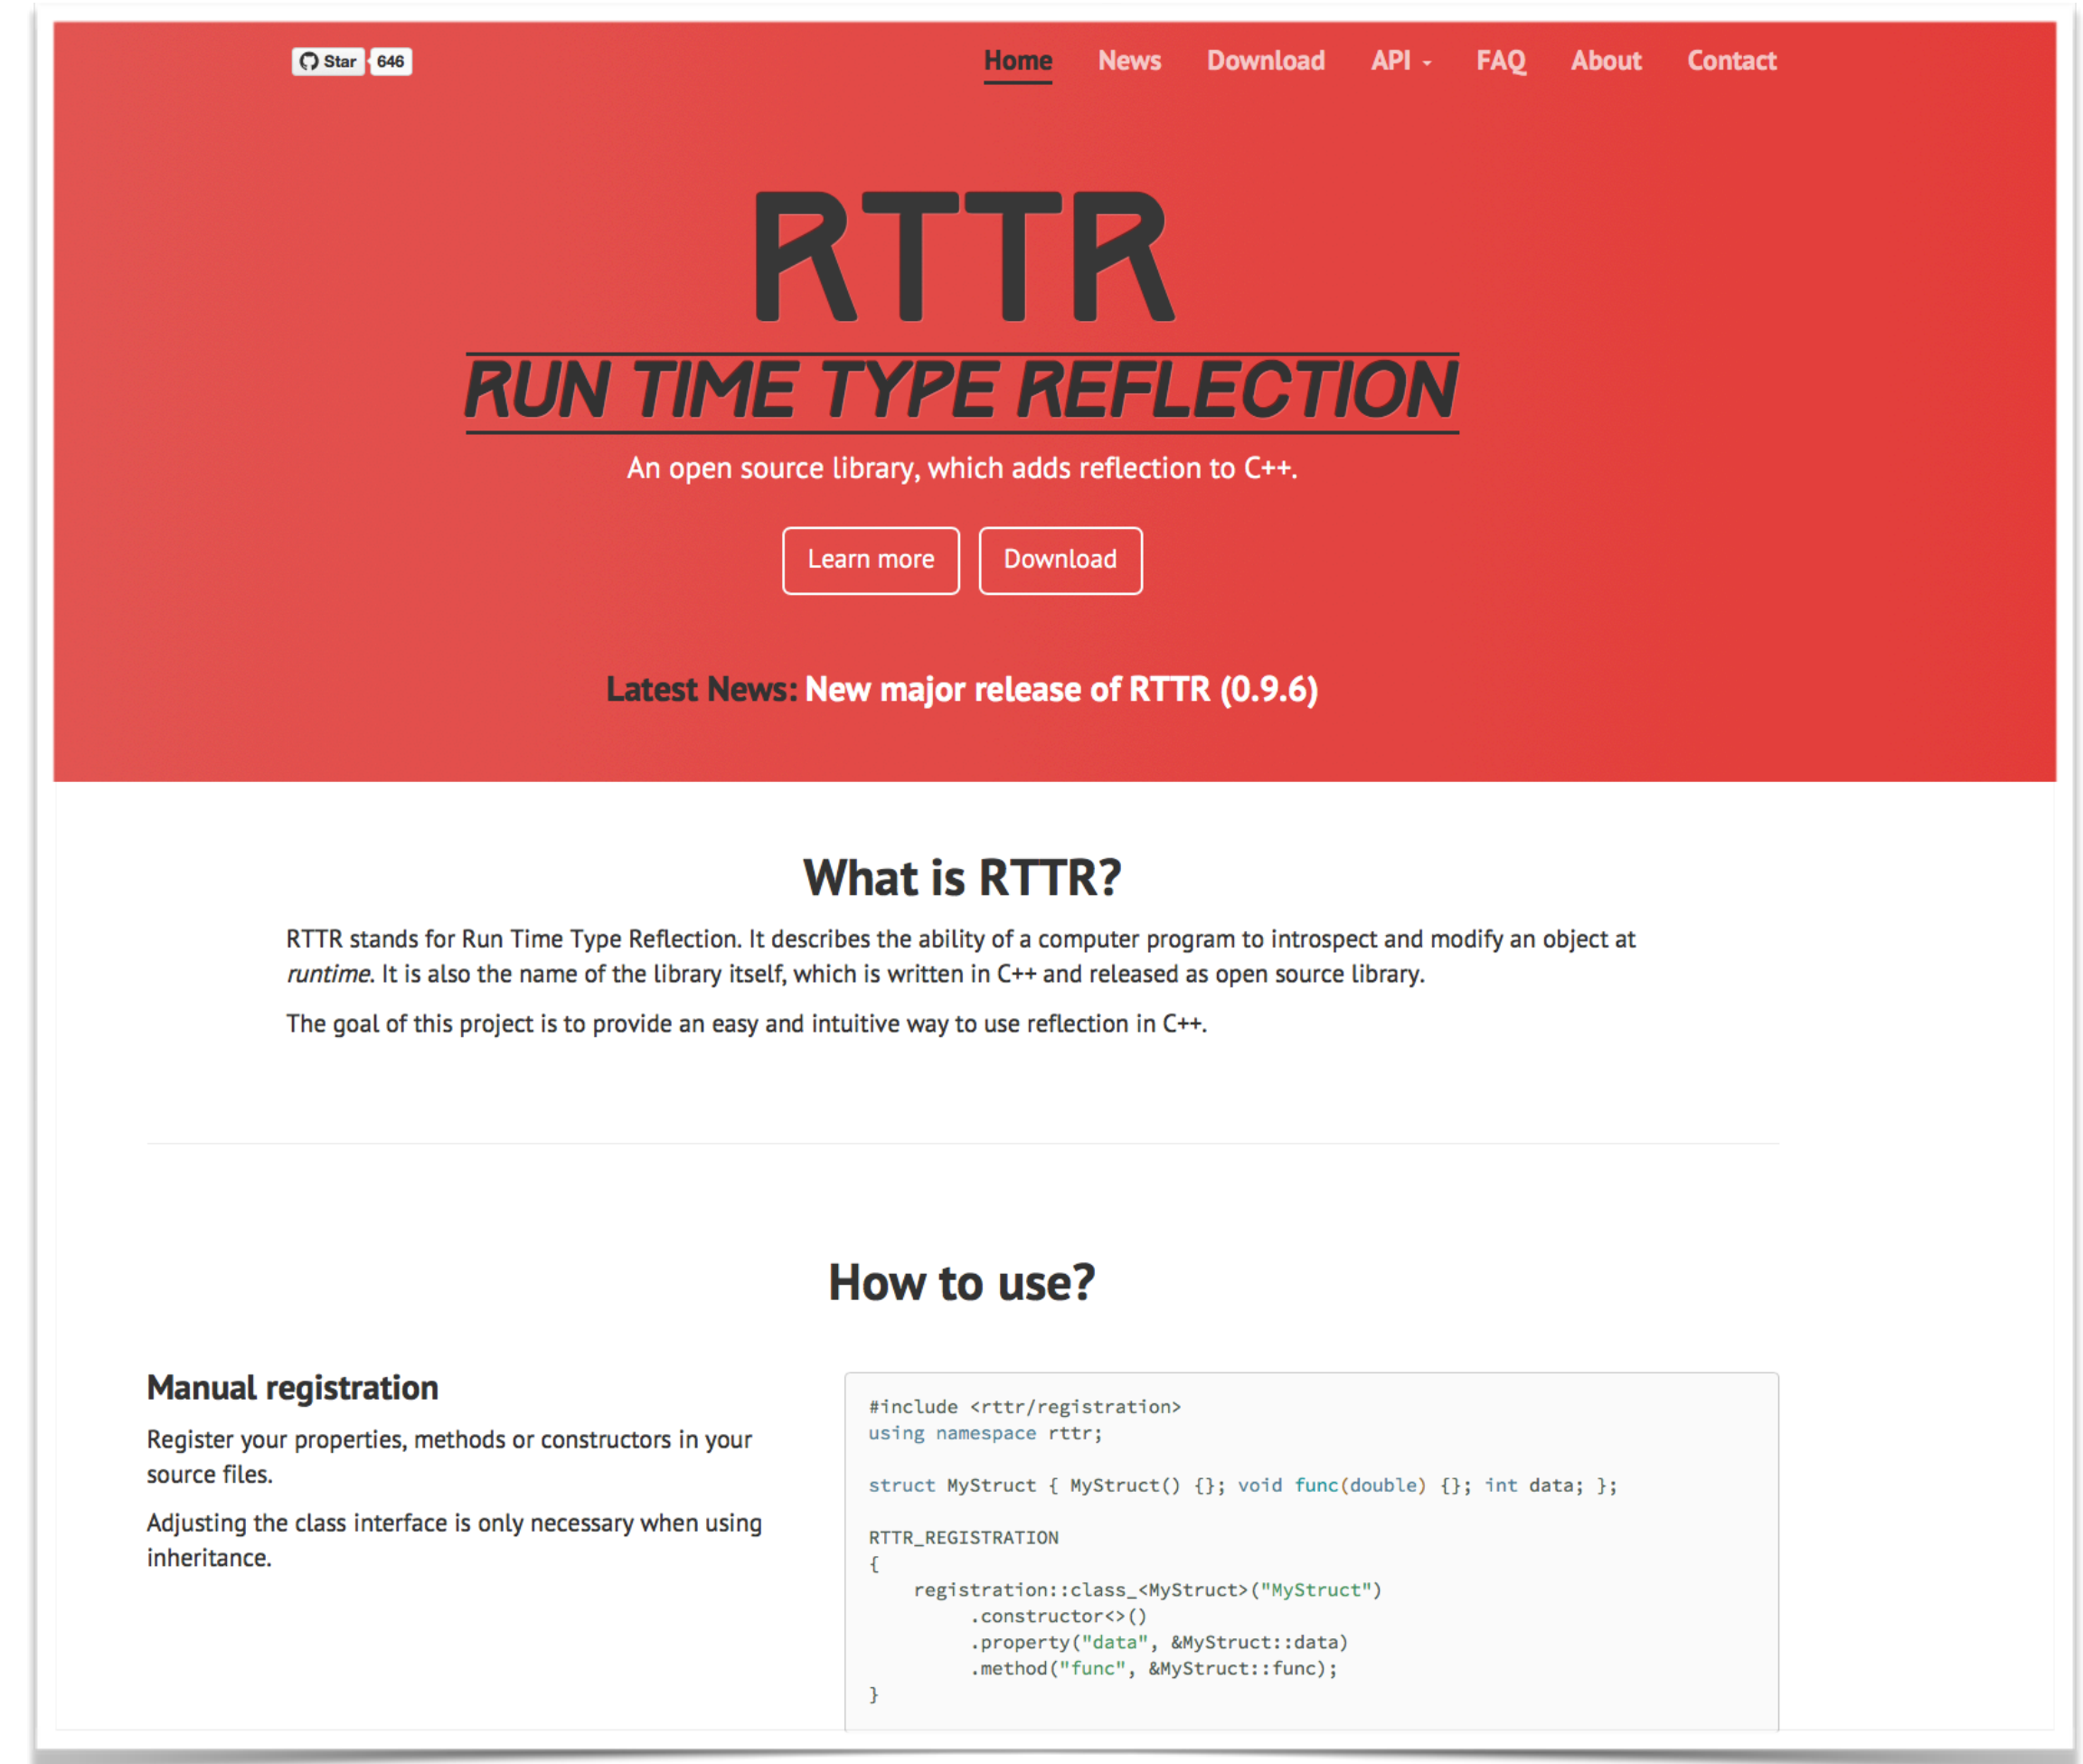 Star 646
Home News Download API FAQ About Contact
RTTR
RUN TIME TYPE REFLECTION
An open source library, which adds reflection to C++.
Learn more Download
Latest News: New major release of RTTR (0.9.6)
What is RTTR?
RTTR stands for Run Time Type Reflection. It describes the ability of a computer program to introspect and modify an object at
runtime. It is also the name of the library itself, which is written in C++ and released as open source library.
The goal of this project is to provide an easy and intuitive way to use reflection in C++.
How to use?
Manual registration
Register your properties, methods or constructors in your
source files.
Adjusting the class interface is only necessary when using
inheritance.
#include <rttr/registration>
using namespace rttr;
struct MyStruct { MyStruct() {}; void func(double) {}; int data; };
RTTR_REGISTRATION
{
    registration::class_<MyStruct>("MyStruct")
         .constructor<>()
         .property("data", &MyStruct::data)
         .method("func", &MyStruct::func);
}